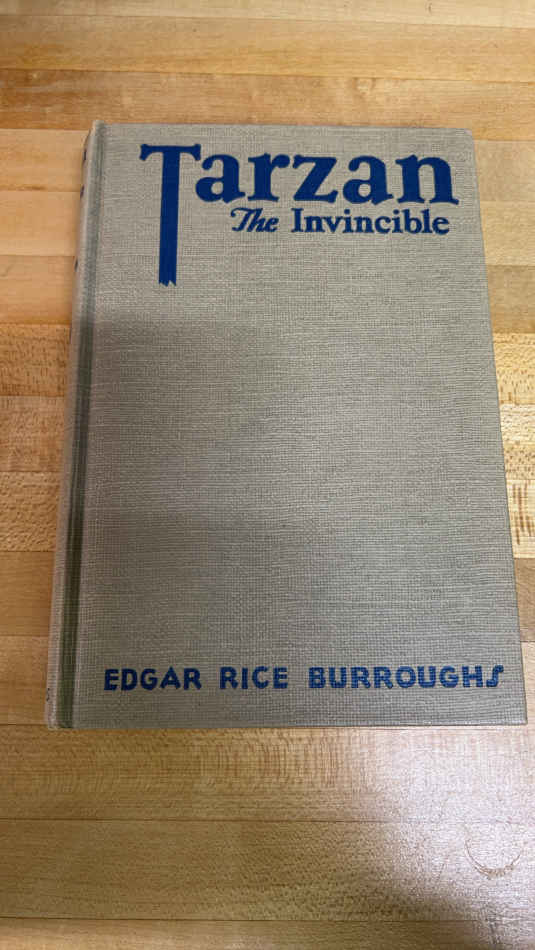 Tarzan
The Invincible
EDGAR RICE BURROUGHS